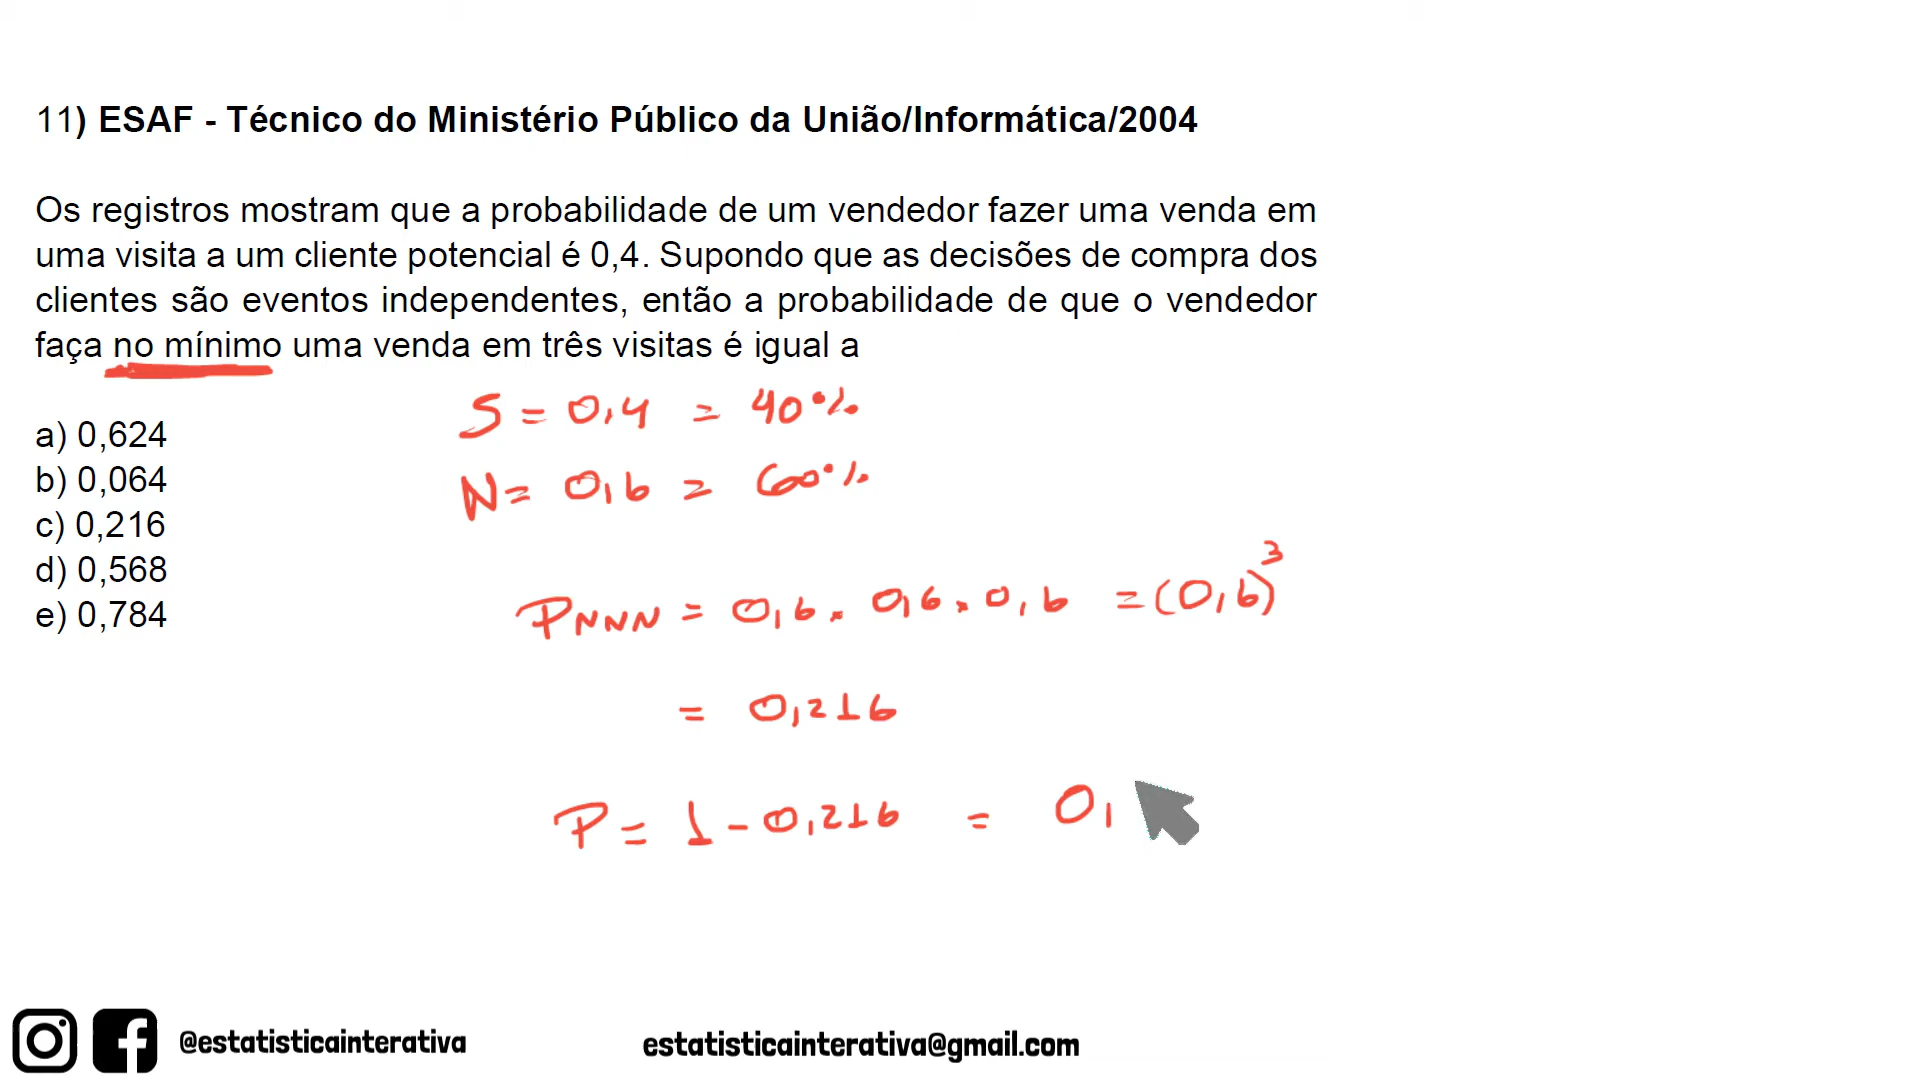 11) ESAF - Técnico do Ministério Público da União/Informática/2004
Os registros mostram que a probabilidade de um vendedor fazer uma venda em
uma visita a um cliente potencial é 0,4. Supondo que as decisões de compra dos
clientes são eventos independentes, então a probabilidade de que o vendedor
faça no mínimo uma venda em três visitas é igual a
a) 0,624
b) 0,064
c) 0,216
d) 0,568
e) 0,784
S = 0,4 = 40%
N = 0,6 = 60%
PNNN = 0,6 . 0,6 . 0,6 = (0,6)³
= 0,216
P = 1 - 0,216 = 0,
@estatisticainterativa
estatisticainterativa@gmail.com